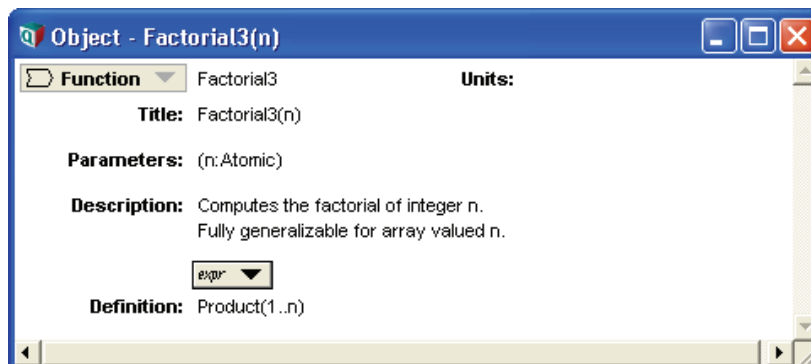 Object - Factorial3(n)
Function Factorial3 Units:
Title: Factorial3(n)
Parameters: (n:Atomic)
Description: Computes the factorial of integer n.
Fully generalizable for array valued n.
expr
Definition: Product(1..n)